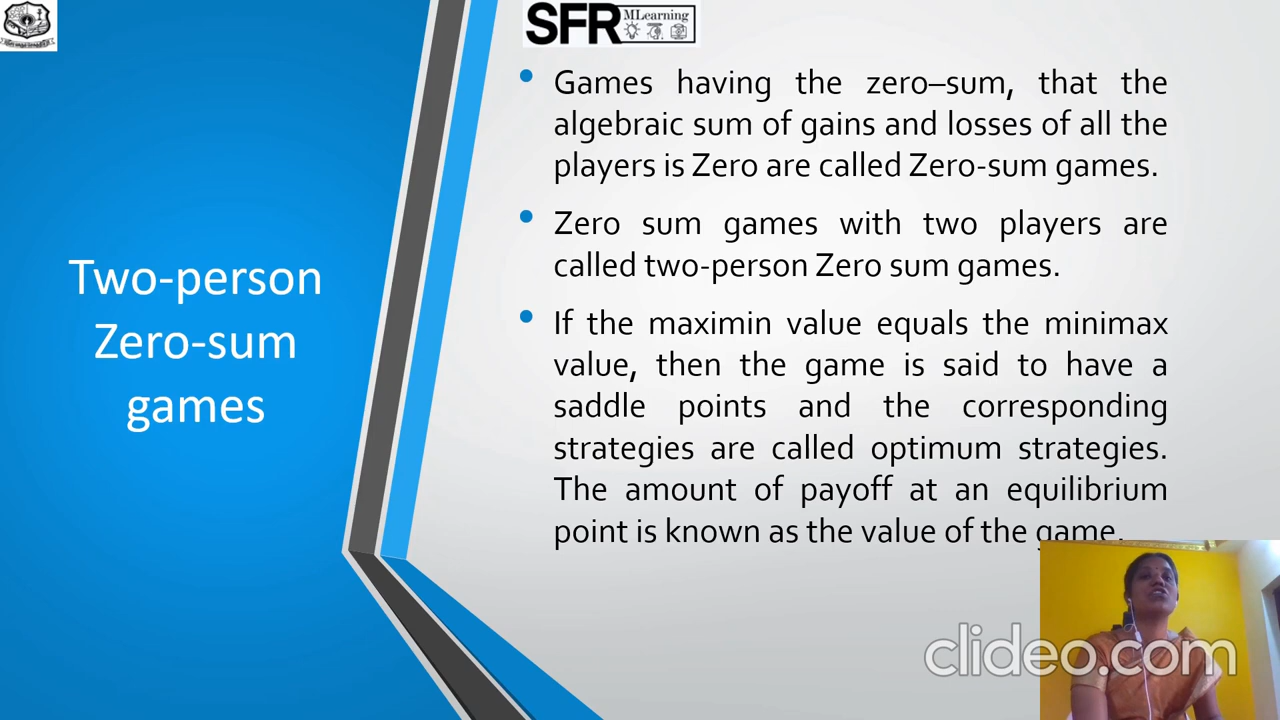 SFR
MLearning
Two-person
Zero-sum
games
Games having the zero–sum, that the
algebraic sum of gains and losses of all the
players is Zero are called Zero-sum games.
Zero sum games with two players are
called two-person Zero sum games.
If the maximin value equals the minimax
value, then the game is said to have a
saddle points and the corresponding
strategies are called optimum strategies.
The amount of payoff at an equilibrium
point is known as the value of the game.
clideo.com